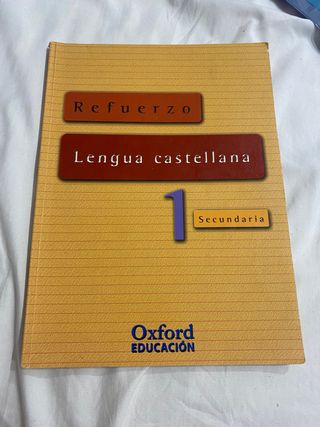 Refuerzo
Lengua castellana
1 Secundaria
Oxford
EDUCACIÓN